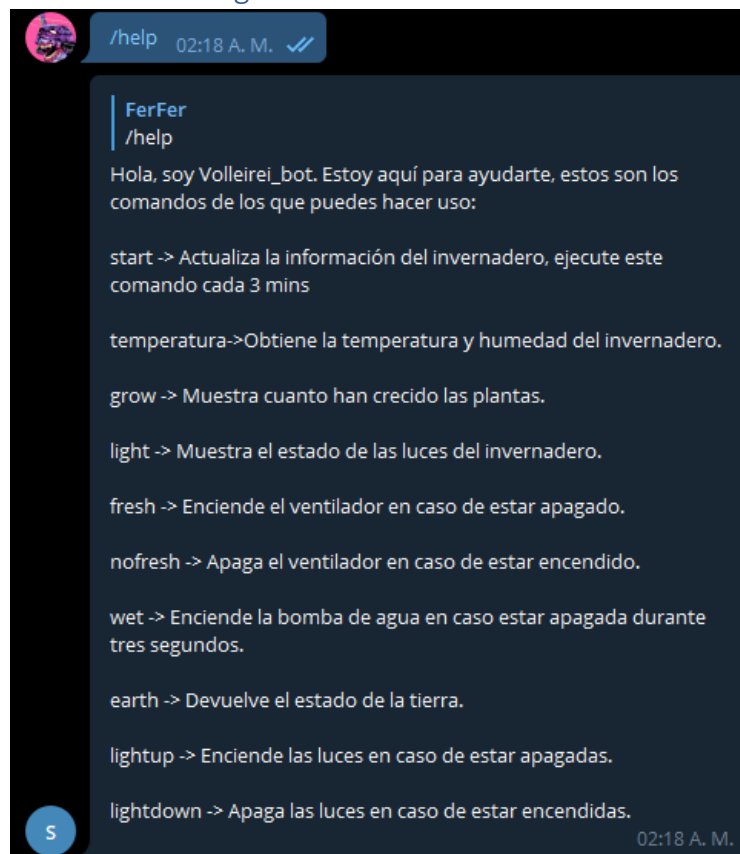 /help 02:18 A. M.
FerFer
/help
Hola, soy Volleirei_bot. Estoy aquí para ayudarte, estos son los
comandos de los que puedes hacer uso:
start -> Actualiza la información del invernadero, ejecute este
comando cada 3 mins
temperatura->Obtiene la temperatura y humedad del invernadero.
grow -> Muestra cuanto han crecido las plantas.
light -> Muestra el estado de las luces del invernadero.
fresh -> Enciende el ventilador en caso de estar apagado.
nofresh -> Apaga el ventilador en caso de estar encendido.
wet -> Enciende la bomba de agua en caso estar apagada durante
tres segundos.
earth -> Devuelve el estado de la tierra.
lightup -> Enciende las luces en caso de estar apagadas.
lightdown -> Apaga las luces en caso de estar encendidas.
S
02:18 A. M.